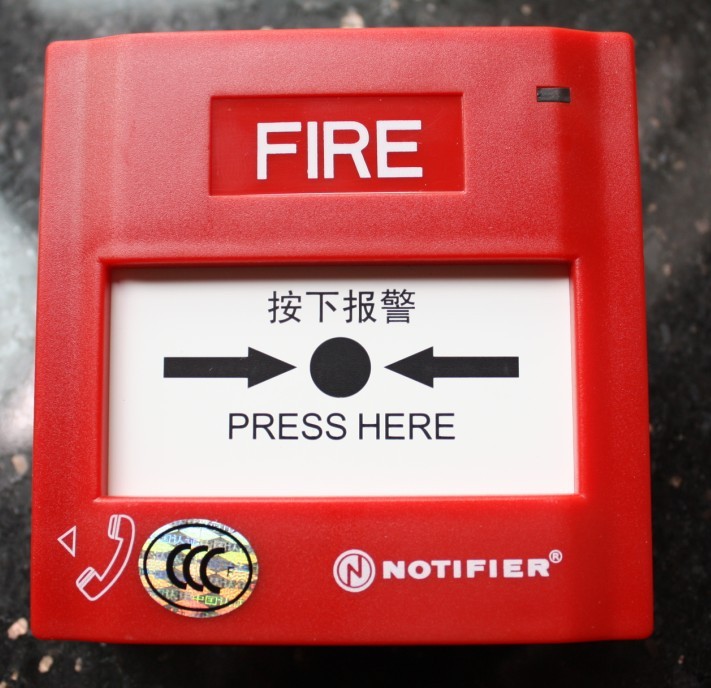 FIRE
按下报警
PRESS HERE
CCC F
N NOTIFIER®